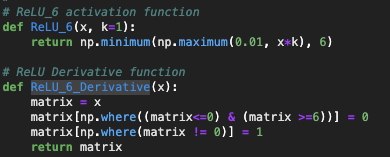 # ReLU_6 activation function
def ReLU_6(x, k=1):
    return np.minimum(np.maximum(0.01, x*k), 6)
# ReLU Derivative function
def ReLU_6_Derivative(x):
    matrix = x
    matrix[np.where((matrix<=0) & (matrix >=6))] = 0
    matrix[np.where(matrix != 0)] = 1
    return matrix